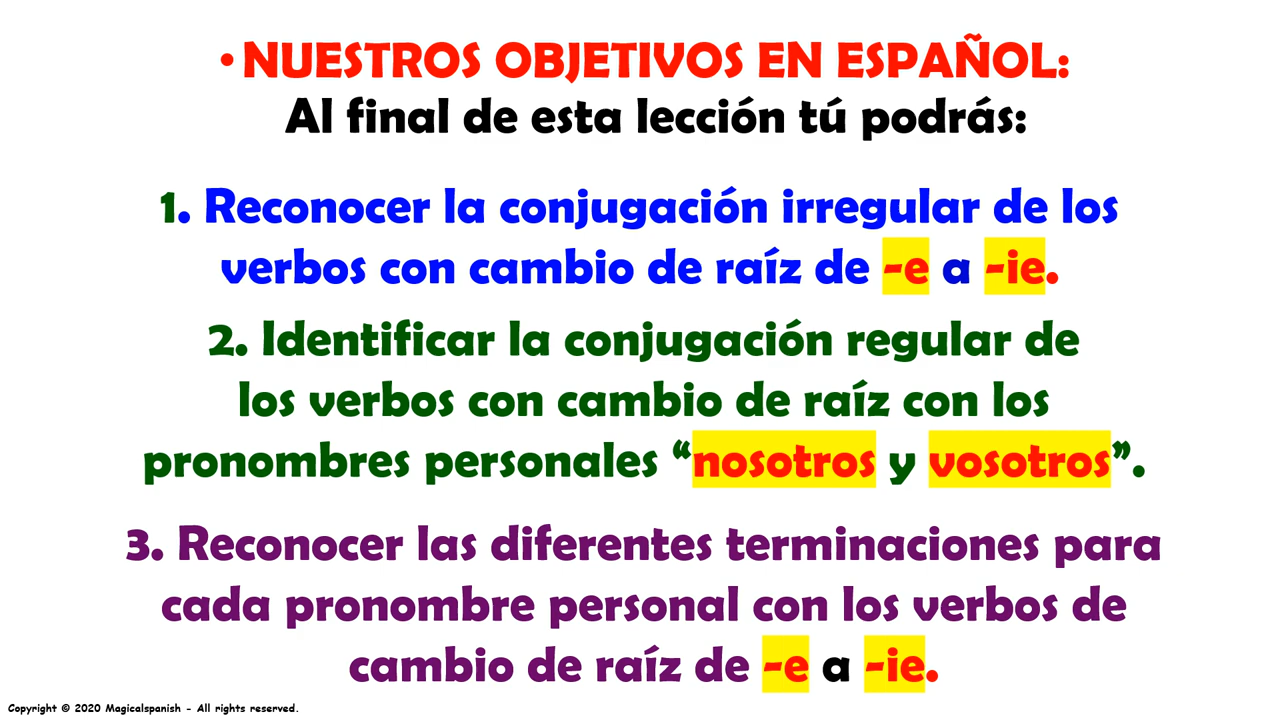 • NUESTROS OBJETIVOS EN ESPAÑOL:
Al final de esta lección tú podrás:
1. Reconocer la conjugación irregular de los
verbos con cambio de raíz de -e a -ie.
2. Identificar la conjugación regular de
los verbos con cambio de raíz con los
pronombres personales “nosotros y vosotros”.
3. Reconocer las diferentes terminaciones para
cada pronombre personal con los verbos de
cambio de raíz de -e a -ie.
Copyright © 2020 Magicalspanish - All rights reserved.